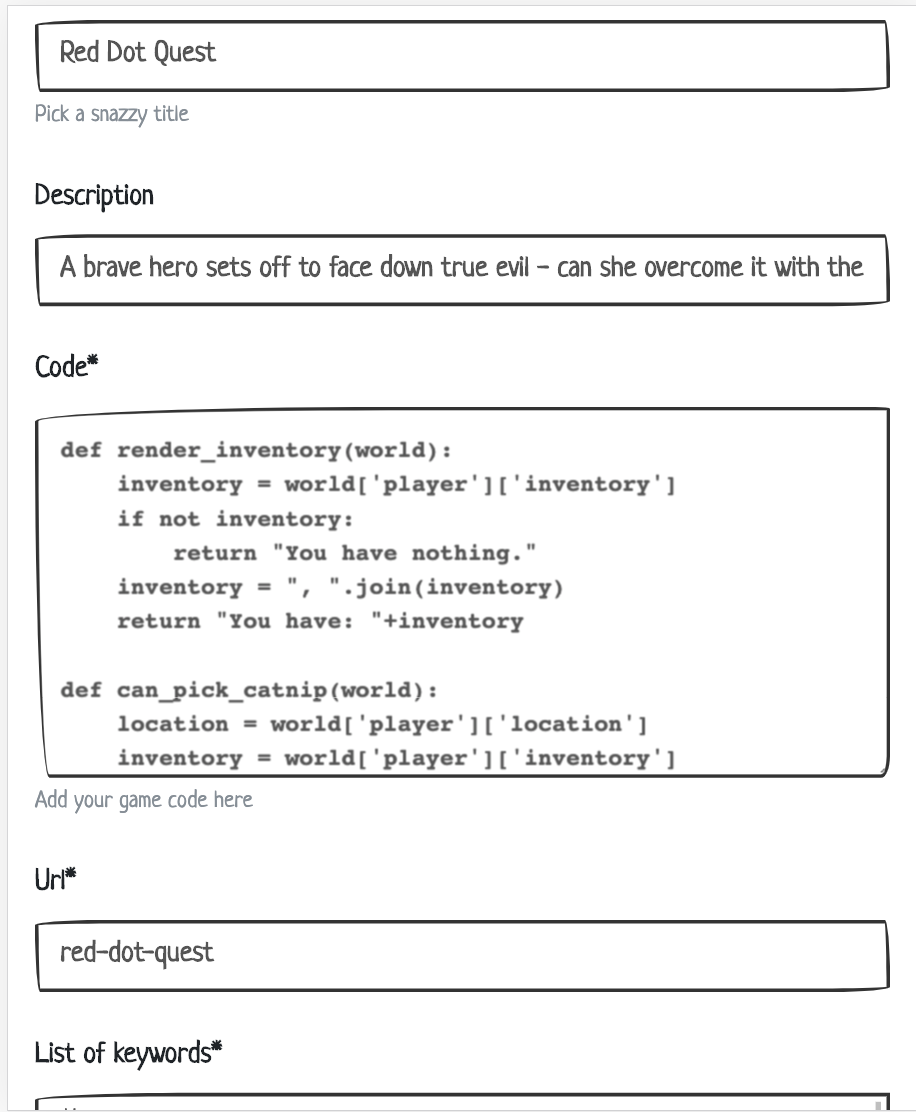 Red Dot Quest
Pick a snazzy title
Description
A brave hero sets off to face down true evil - can she overcome it with the
Code*
def render_inventory(world):
    inventory = world['player']['inventory']
    if not inventory:
        return "You have nothing."
    inventory = ", ".join(inventory)
    return "You have: "+inventory

def can_pick_catnip(world):
    location = world['player']['location']
    inventory = world['player']['inventory']
Add your game code here
Url*
red-dot-quest
List of keywords*